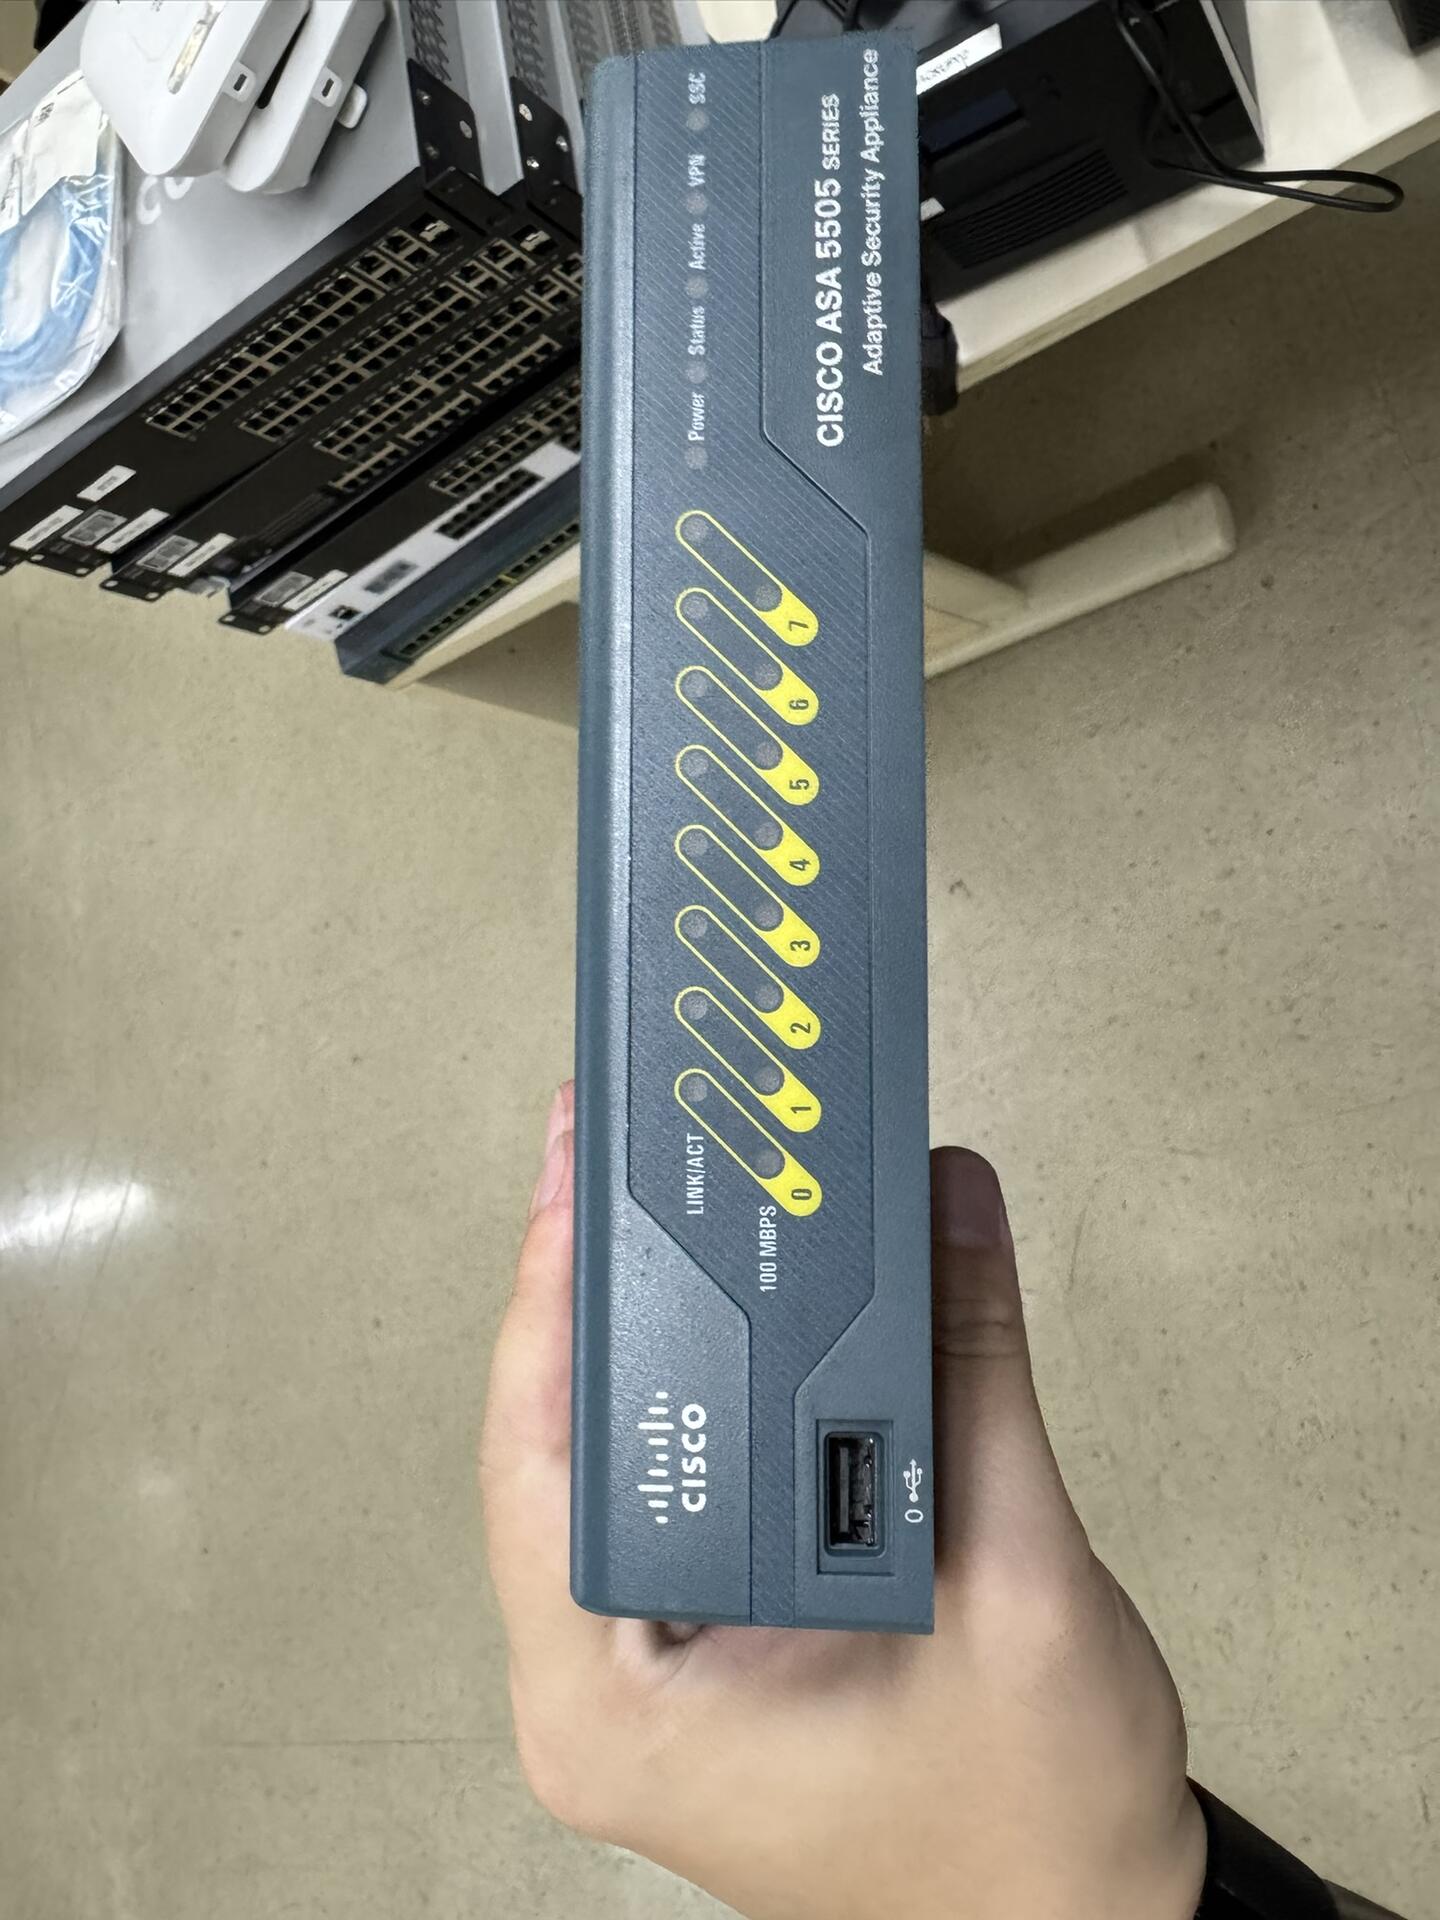 CISCO
LINK/ACT
100 MBPS
0 1 2 3 4 5 6 7
Power Status Active VPN SSC
CISCO ASA 5505 SERIES
Adaptive Security Appliance
0